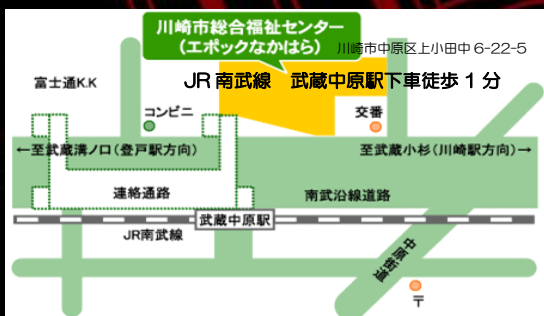 川崎市総合福祉センター
(エポックなかはら)
川崎市中原区上小田中 6-22-5
富士通K.K
JR 南武線 武蔵中原駅下車徒歩 1 分
コンビニ
交番
←至武蔵溝ノ口(登戸駅方向)
至武蔵小杉(川崎駅方向)→
連絡通路
南武沿線道路
武蔵中原駅
JR南武線
中原街道
〒